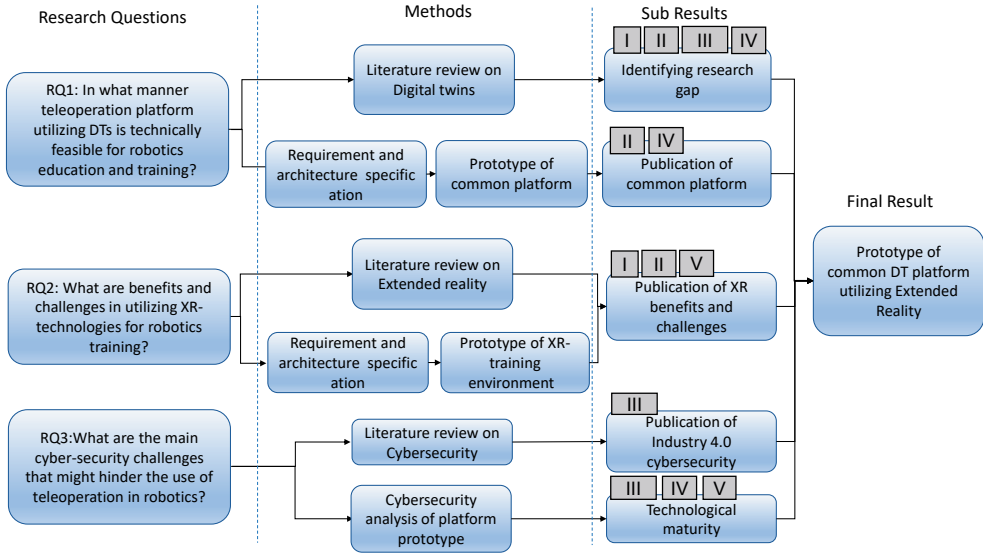 Research Questions
Methods
Sub Results
RQ1: In what manner
teleoperation platform
utilizing DTs is technically
feasible for robotics
education and training?
Literature review on
Digital twins
I II III IV
Identifying research
gap
Requirement and
architecture specific
ation
Prototype of
common platform
II IV
Publication of
common platform
RQ2: What are benefits and
challenges in utilizing XR-
technologies for robotics
training?
Literature review on
Extended reality
I II V
Publication of XR
benefits and
challenges
Requirement and
architecture specific
ation
Prototype of XR-
training
environment
RQ3:What are the main
cyber-security challenges
that might hinder the use of
teleoperation in robotics?
Literature review on
Cybersecurity
III
Publication of
Industry 4.0
cybersecurity
Cybersecurity
analysis of platform
prototype
III IV V
Technological
maturity
Final Result
Prototype of
common DT platform
utilizing Extended
Reality